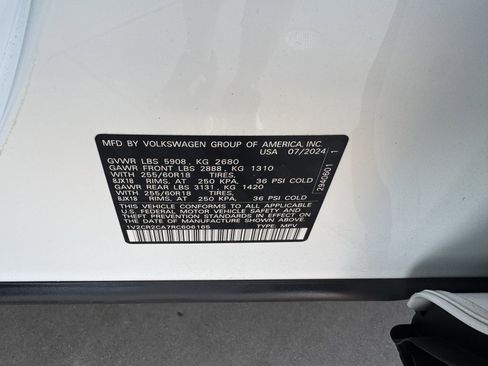 MFD. BY VOLKSWAGEN GROUP OF AMERICA, INC.
USA 07/2024
GVWR LBS 5908, KG 2680
GAWR FRONT LBS 2888, KG 1310
WITH 255/60R18 TIRES,
8JX18 RIMS, AT 250 KPA, 36 PSI COLD
GAWR REAR LBS 3131, KG 1420
WITH 255/60R18 TIRES,
8JX18 RIMS, AT 250 KPA, 36 PSI COLD
THIS VEHICLE CONFORMS TO ALL APPLICABLE
U.S. FEDERAL MOTOR VEHICLE SAFETY AND
THEFT PREVENTION STANDARDS IN EFFECT ON
THE DATE OF MANUFACTURE SHOWN ABOVE.
1V2CR2CA7RC606165 TYPE: MPV
1